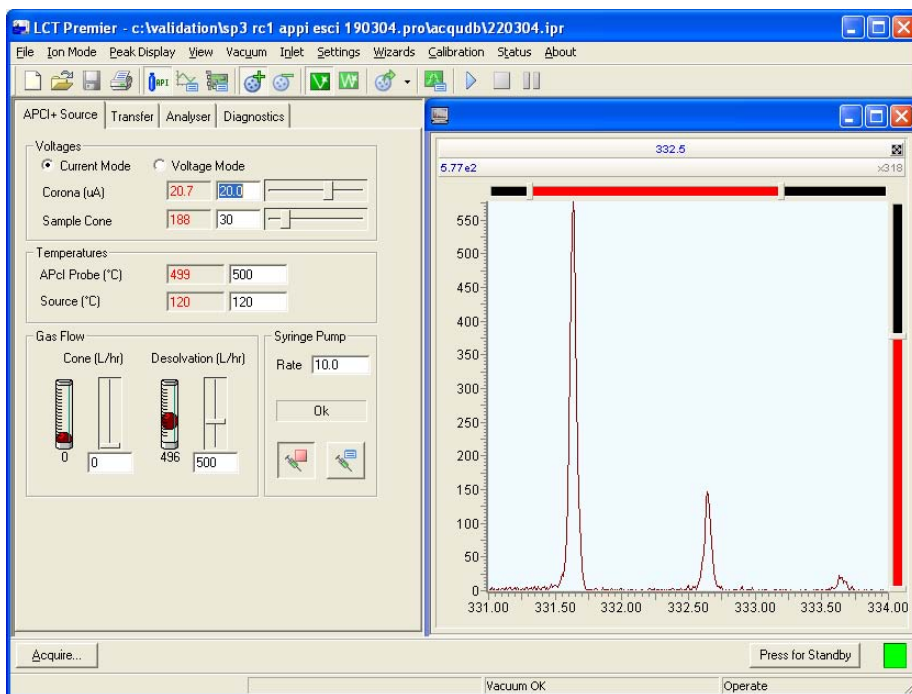 LCT Premier - c:\validation\sp3 rc1 appi esci 190304.pro\acqudb\220304.ipr
File Ion Mode Peak Display View Vacuum Inlet Settings Wizards Calibration Status About
API
APCI+ Source Transfer Analyser Diagnostics
Voltages
Current Mode Voltage Mode
Corona (uA) 20.7 20.0
Sample Cone 188 30
Temperatures
APcI Probe (°C) 499 500
Source (°C) 120 120
Gas Flow
Cone (L/hr) Desolvation (L/hr)
0 0 496 500
Syringe Pump
Rate 10.0
Ok
332.5
5.77e2 x318
550
500
450
400
350
300
250
200
150
100
50
0
331.00 331.50 332.00 332.50 333.00 333.50 334.00
Acquire... Press for Standby
Vacuum OK Operate